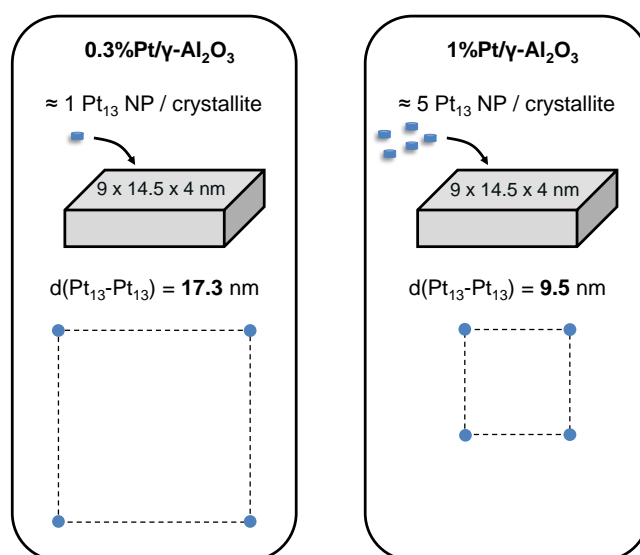 0.3%Pt/γ-Al₂O₃
≈ 1 Pt₁₃ NP / crystallite
9 x 14.5 x 4 nm
d(Pt₁₃-Pt₁₃) = 17.3 nm
1%Pt/γ-Al₂O₃
≈ 5 Pt₁₃ NP / crystallite
9 x 14.5 x 4 nm
d(Pt₁₃-Pt₁₃) = 9.5 nm